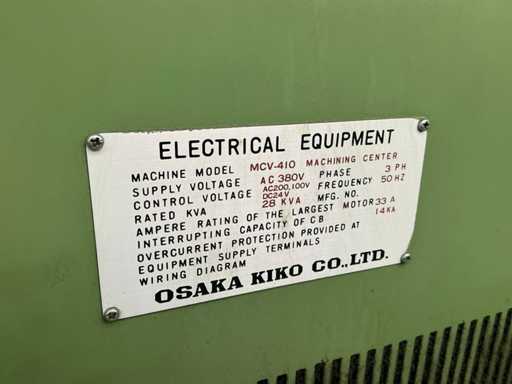 ELECTRICAL EQUIPMENT
MACHINE MODEL MCV-410 MACHINING CENTER
SUPPLY VOLTAGE AC 380V PHASE 3 PH
CONTROL VOLTAGE AC200,100V DC24V FREQUENCY 50 HZ
RATED KVA 28 KVA MFG. NO.
AMPERE RATING OF THE LARGEST MOTOR 33 A
INTERRUPTING CAPACITY OF CB 14KA
OVERCURRENT PROTECTION PROVIDED AT
EQUIPMENT SUPPLY TERMINALS
WIRING DIAGRAM
OSAKA KIKO CO.,LTD.